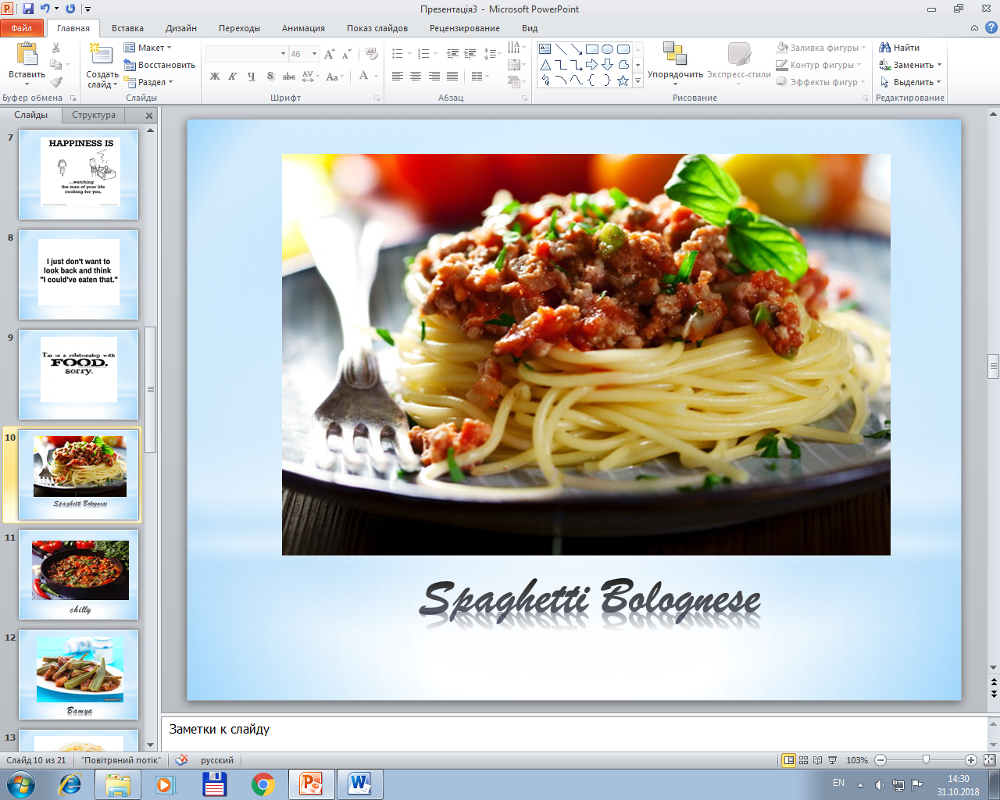 Презентація3 - Microsoft PowerPoint
Файл Главная Вставка Дизайн Переходы Анимация Показ слайдов Рецензирование Вид
Вставить
Буфер обмена
Создать слайд
Макет
Восстановить
Раздел
Слайды
46
Ж К Ч S abc AV Aa A
Шрифт
Абзац
Упорядочить
Экспресс-стили
Заливка фигуры
Контур фигуры
Эффекты фигур
Рисование
Найти
Заменить
Выделить
Редактирование
Слайды Структура
7
HAPPINESS IS
...watching
the man of your life
cooking for you.
8
I just don't want to
look back and think
"I could've eaten that."
9
I'm in a relationship with
FOOD.
sorry.
10
Spaghetti Bolognese
11
chilly
12
Bamya
13
Spaghetti Bolognese
Заметки к слайду
Слайд 10 из 21 "Повітряний потік" русский 103%
EN 14:30
31.10.2018